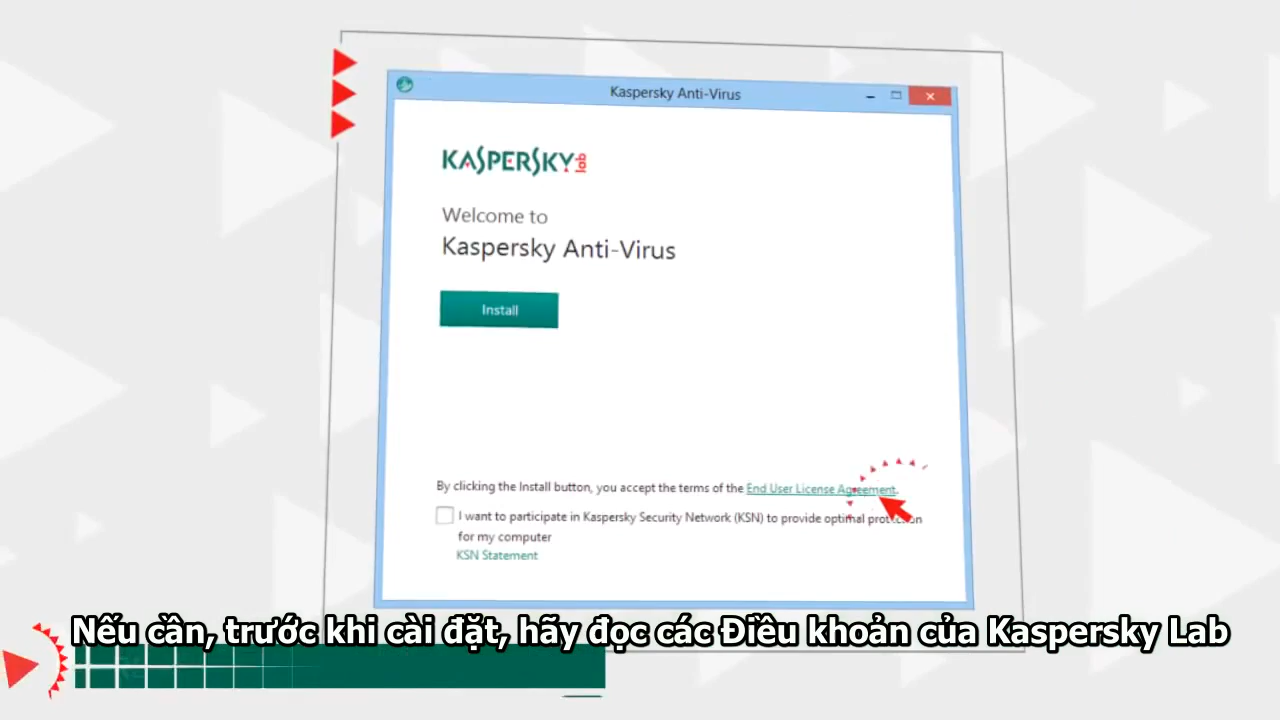 Kaspersky Anti-Virus
KASPERSKY lab
Welcome to
Kaspersky Anti-Virus
Install
By clicking the Install button, you accept the terms of the End User License Agreement.
I want to participate in Kaspersky Security Network (KSN) to provide optimal protection
for my computer
KSN Statement
Nếu cần, trước khi cài đặt, hãy đọc các Điều khoản của Kaspersky Lab